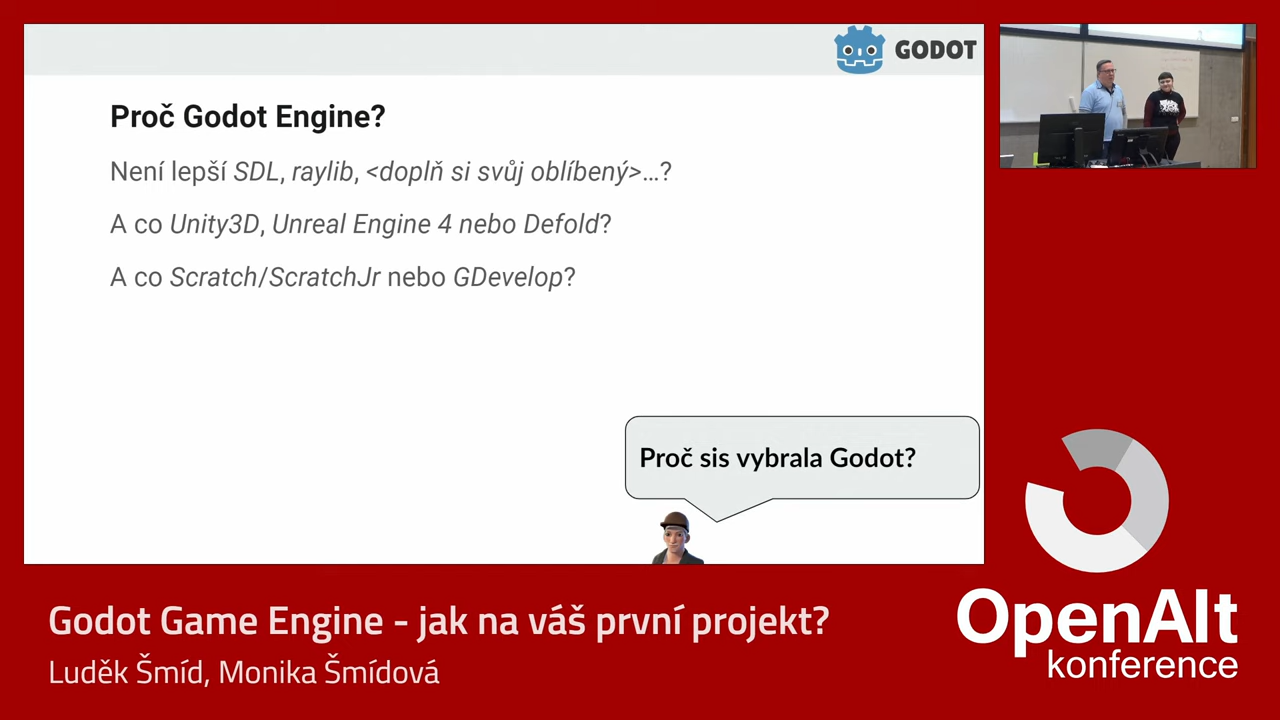 GODOT
Proč Godot Engine?
Není lepší SDL, raylib, <doplň si svůj oblíbený>…?
A co Unity3D, Unreal Engine 4 nebo Defold?
A co Scratch/ScratchJr nebo GDevelop?
Proč sis vybrala Godot?
Godot Game Engine - jak na váš první projekt?
Luděk Šmíd, Monika Šmídová
OpenAlt
konference